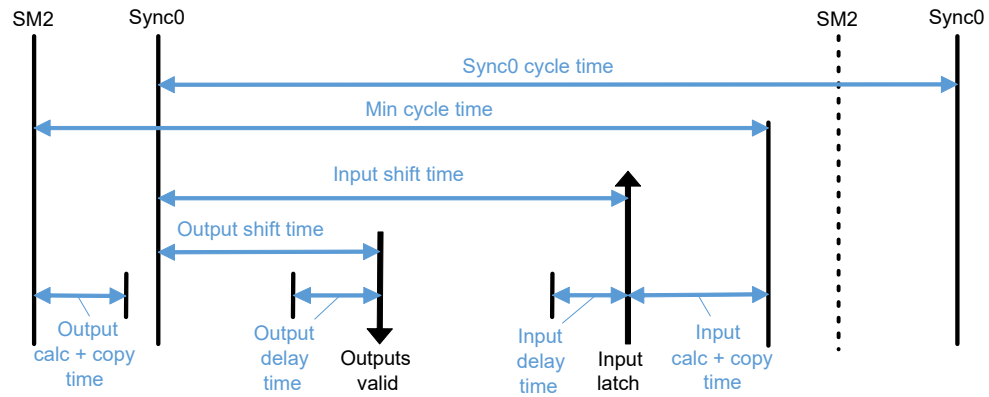 SM2
Sync0
SM2
Sync0
Sync0 cycle time
Min cycle time
Input shift time
Output shift time
Output
calc + copy
time
Output
delay
time
Outputs
valid
Input
delay
time
Input
latch
Input
calc + copy
time